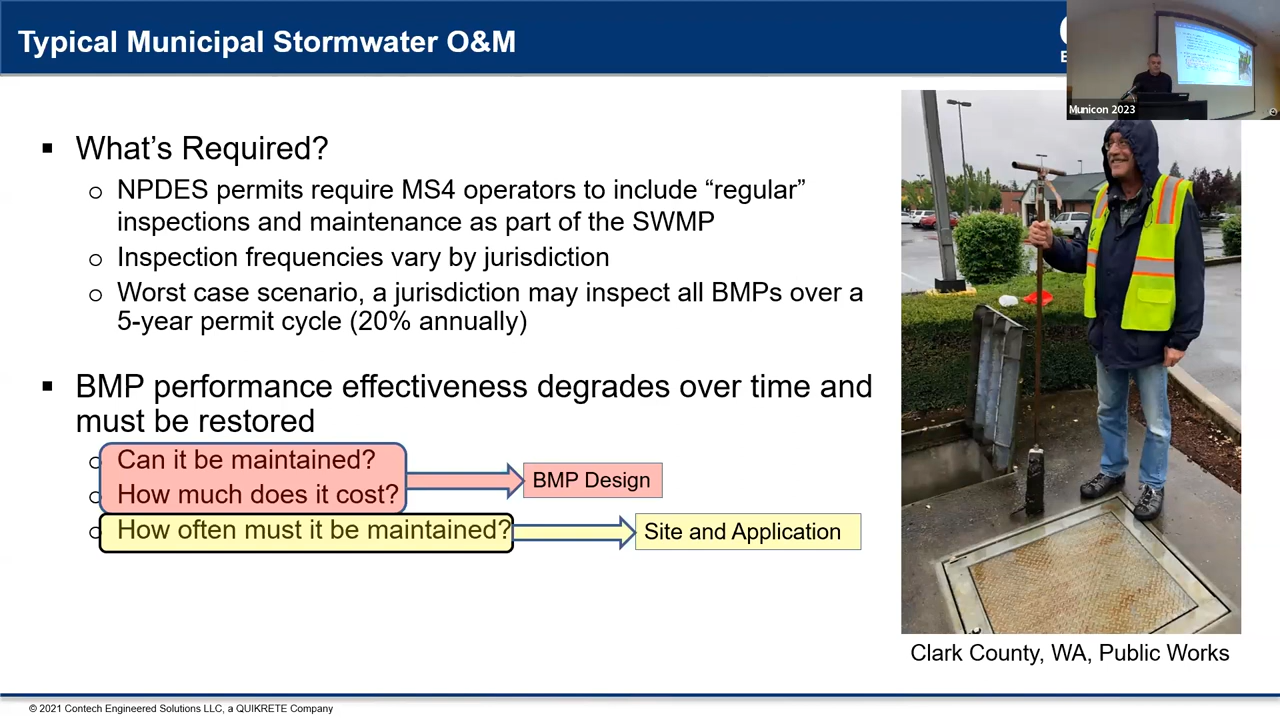 Typical Municipal Stormwater O&M
Municon 2023
▪ What’s Required?
o NPDES permits require MS4 operators to include “regular”
inspections and maintenance as part of the SWMP
o Inspection frequencies vary by jurisdiction
o Worst case scenario, a jurisdiction may inspect all BMPs over a
5-year permit cycle (20% annually)
▪ BMP performance effectiveness degrades over time and
must be restored
o Can it be maintained?
o How much does it cost?
BMP Design
o How often must it be maintained?
Site and Application
Clark County, WA, Public Works
© 2021 Contech Engineered Solutions LLC, a QUIKRETE Company